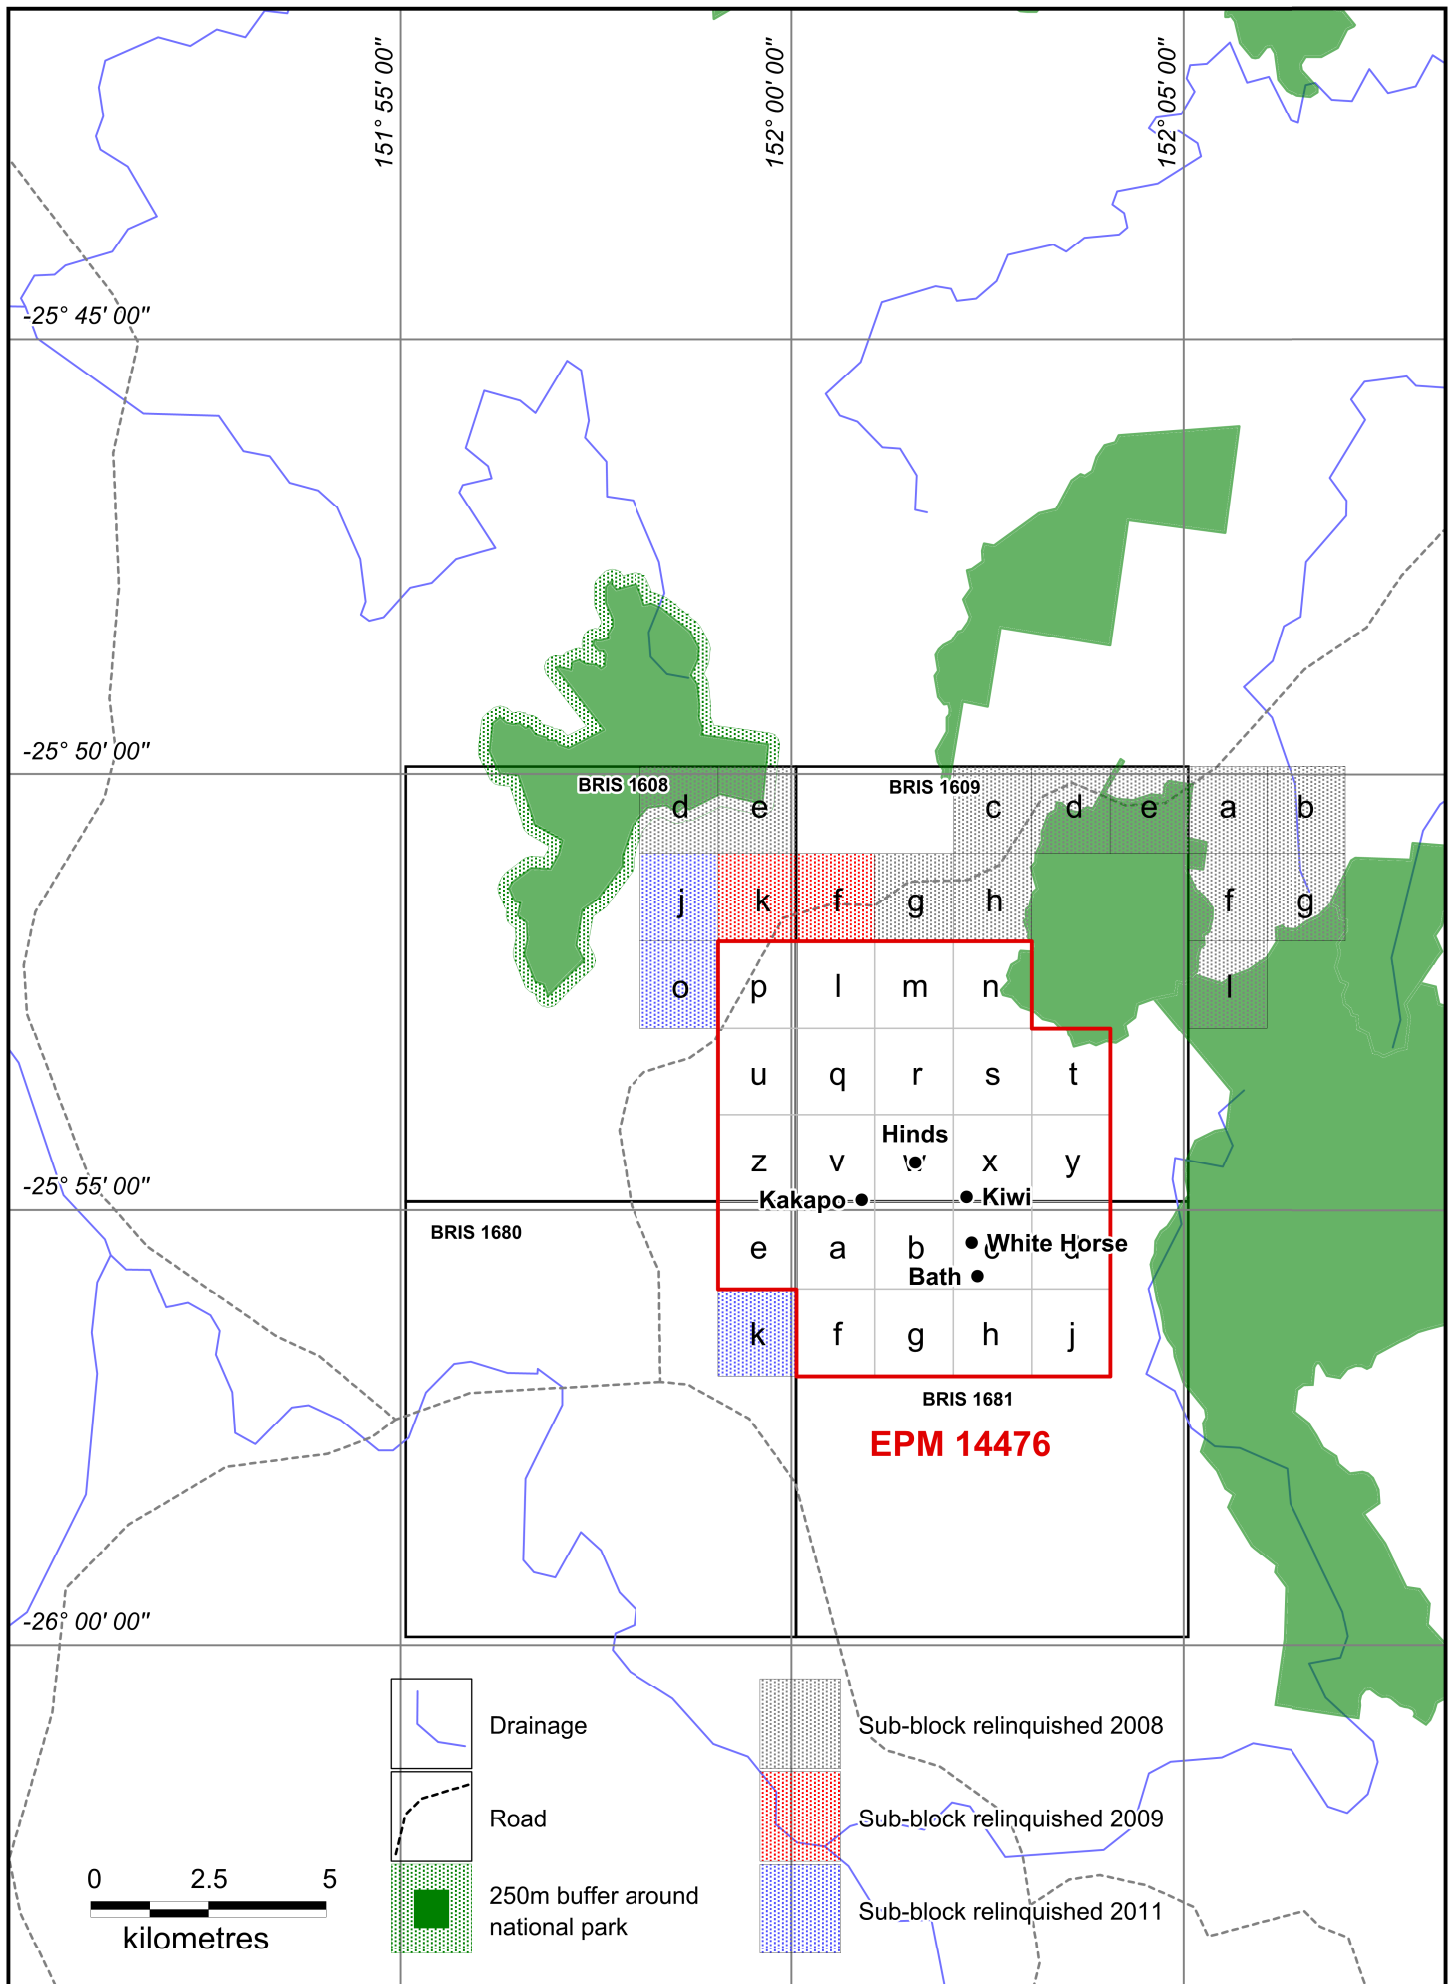 151° 55' 00"
152° 00' 00"
152° 05' 00"
-25° 45' 00"
-25° 50' 00"
BRIS 1608
BRIS 1609
d
e
c
d
e
a
b
j
k
f
g
h
f
g
o
p
l
m
n
l
u
q
r
s
t
Hinds
z
v
w
x
y
-25° 55' 00"
Kakapo
Kiwi
BRIS 1680
e
a
b
c
White Horse
d
Bath
k
f
g
h
j
BRIS 1681
EPM 14476
-26° 00' 00"
Drainage
Sub-block relinquished 2008
Road
Sub-block relinquished 2009
0 2.5 5
kilometres
250m buffer around
national park
Sub-block relinquished 2011